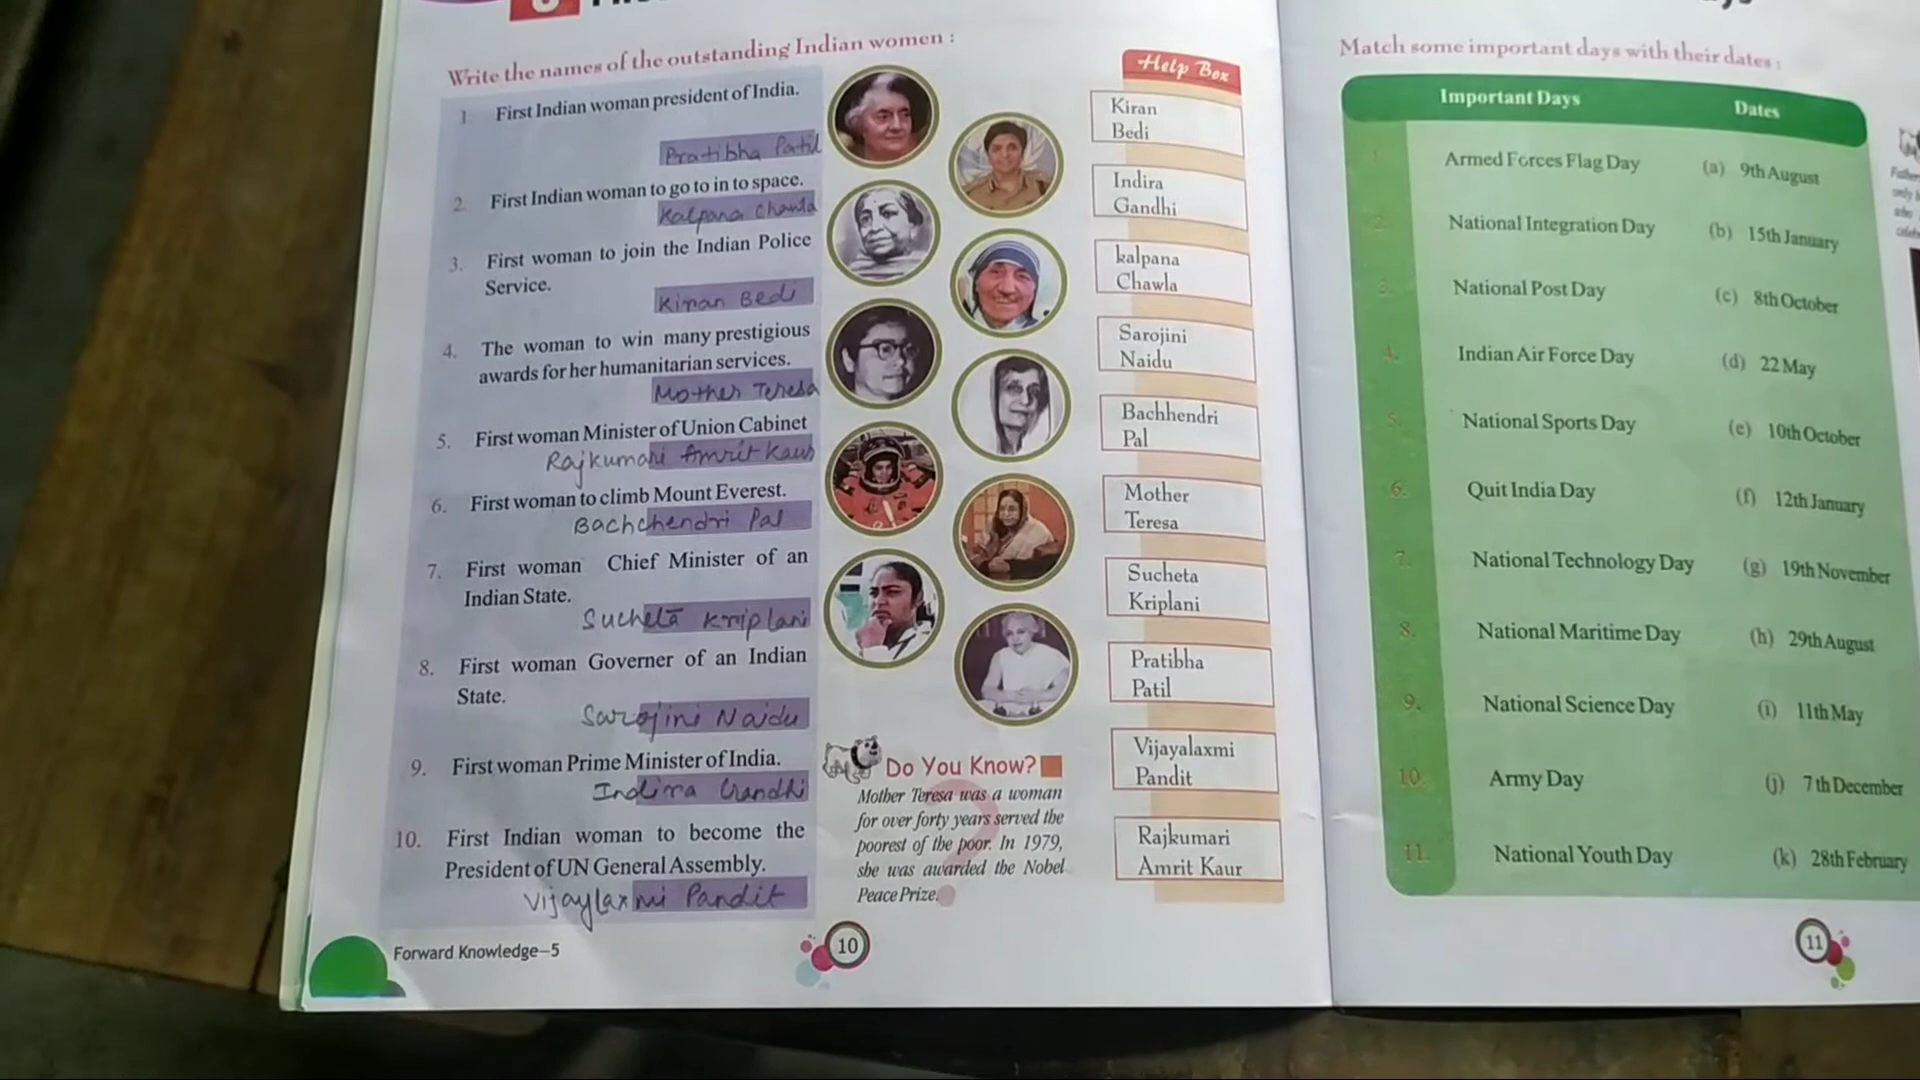 Write the names of the outstanding Indian women :
1 First Indian woman president of India.
Pratibha Patil
2. First Indian woman to go to in to space.
Kalpana Chawla
3. First woman to join the Indian Police
Service.
Kiran Bedi
4. The woman to win many prestigious
awards for her humanitarian services.
Mother Teresa
5. First woman Minister of Union Cabinet
Rajkumari Amrit Kaur
6. First woman to climb Mount Everest.
Bachchendri Pal
7. First woman Chief Minister of an
Indian State.
Sucheta Kriplani
8. First woman Governer of an Indian
State.
Sarojini Naidu
9. First woman Prime Minister of India.
Indira Gandhi
10. First Indian woman to become the
President of UN General Assembly.
Vijaylaxmi Pandit
Forward Knowledge–5
Do You Know?
Mother Teresa was a woman
for over forty years served the
poorest of the poor. In 1979,
she was awarded the Nobel
Peace Prize.
10
Help Box
Kiran
Bedi
Indira
Gandhi
kalpana
Chawla
Sarojini
Naidu
Bachhendri
Pal
Mother
Teresa
Sucheta
Kriplani
Pratibha
Patil
Vijayalaxmi
Pandit
Rajkumari
Amrit Kaur
Match some important days with their dates :
Important Days Dates
1. Armed Forces Flag Day (a) 9th August
2. National Integration Day (b) 15th January
3. National Post Day (c) 8th October
4. Indian Air Force Day (d) 22 May
5. National Sports Day (e) 10th October
6. Quit India Day (f) 12th January
7. National Technology Day (g) 19th November
8. National Maritime Day (h) 29th August
9. National Science Day (i) 11th May
10. Army Day (j) 7 th December
11. National Youth Day (k) 28th February
11